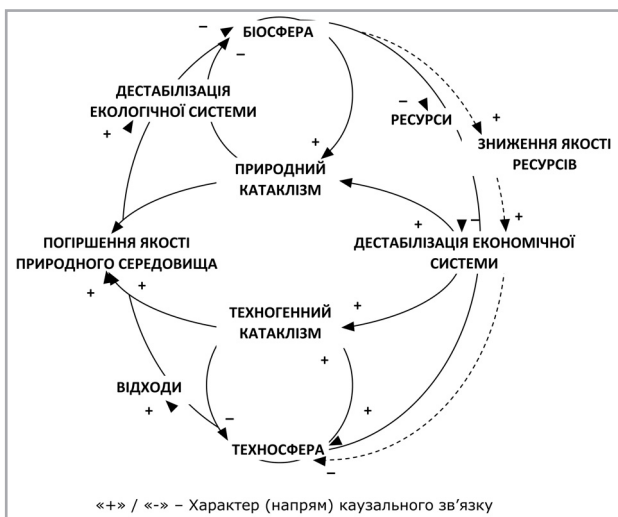 БІОСФЕРА
ДЕСТАБІЛІЗАЦІЯ
ЕКОЛОГІЧНОЇ СИСТЕМИ
РЕСУРСИ
ЗНИЖЕННЯ ЯКОСТІ
РЕСУРСІВ
ПРИРОДНИЙ
КАТАКЛІЗМ
ПОГІРШЕННЯ ЯКОСТІ
ПРИРОДНОГО СЕРЕДОВИЩА
ДЕСТАБІЛІЗАЦІЯ ЕКОНОМІЧНОЇ
СИСТЕМИ
ТЕХНОГЕННИЙ
КАТАКЛІЗМ
ВІДХОДИ
ТЕХНОСФЕРА
«+» / «-» – Характер (напрям) каузального зв'язку